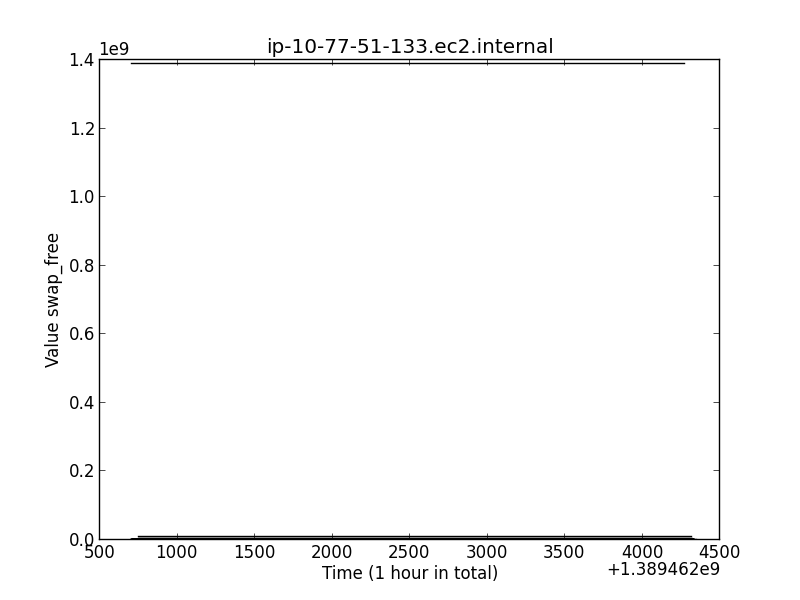 ip-10-77-51-133.ec2.internal
1e9
1.4
1.2
1.0
0.8
0.6
0.4
0.2
0.0
Value swap_free
500 1000 1500 2000 2500 3000 3500 4000 4500
Time (1 hour in total)
+1.389462e9